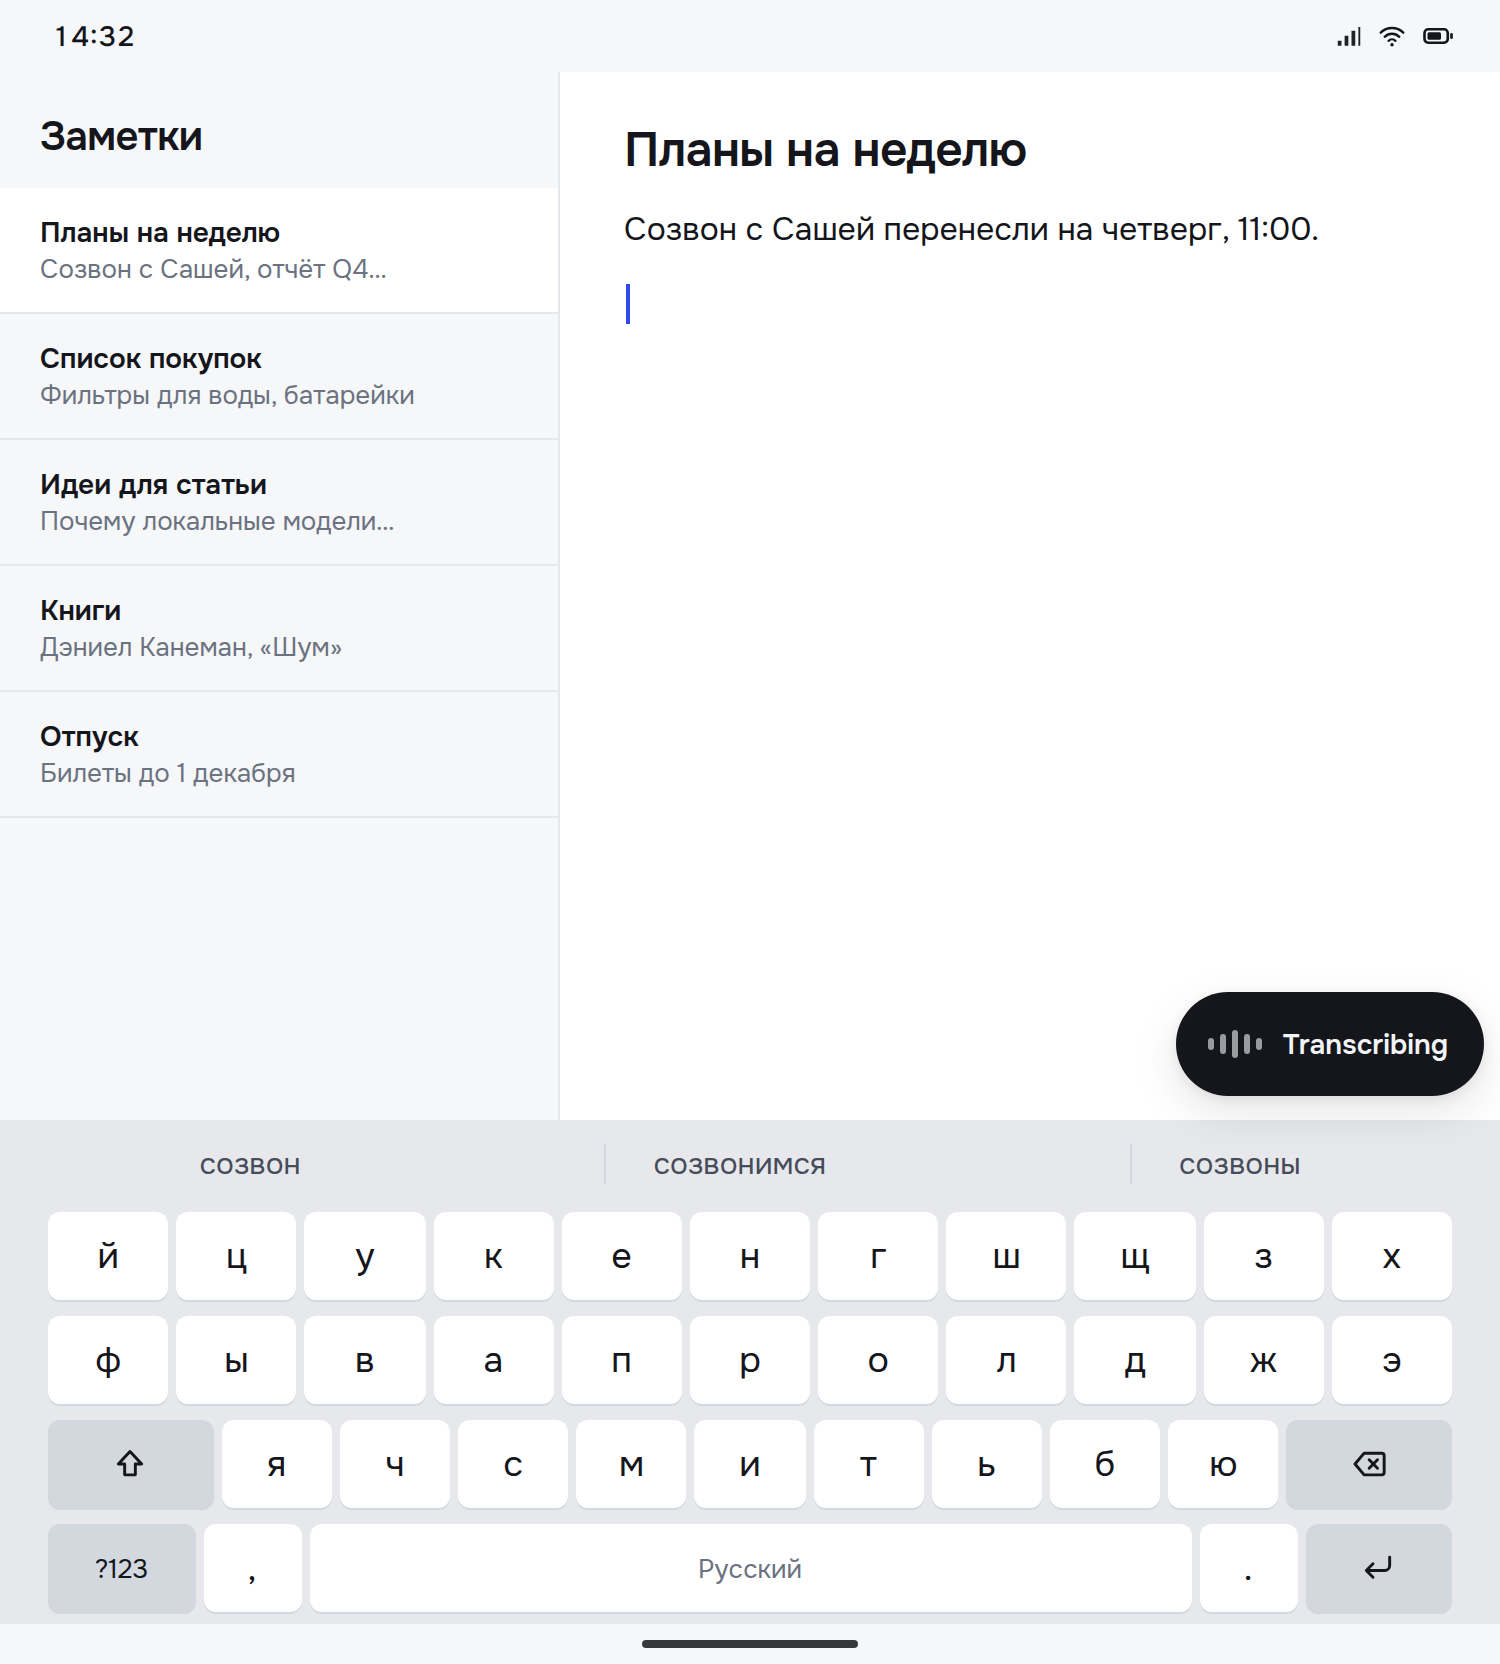 14:32
Заметки
Планы на неделю
Созвон с Сашей, отчёт Q4...
Список покупок
Фильтры для воды, батарейки
Идеи для статьи
Почему локальные модели...
Книги
Дэниел Канеман, «Шум»
Отпуск
Билеты до 1 декабря
Планы на неделю
Созвон с Сашей перенесли на четверг, 11:00.
Transcribing
созвон созвонимся созвоны
й ц у к е н г ш щ з х
ф ы в а п р о л д ж э
я ч с м и т ь б ю
?123 , Русский .